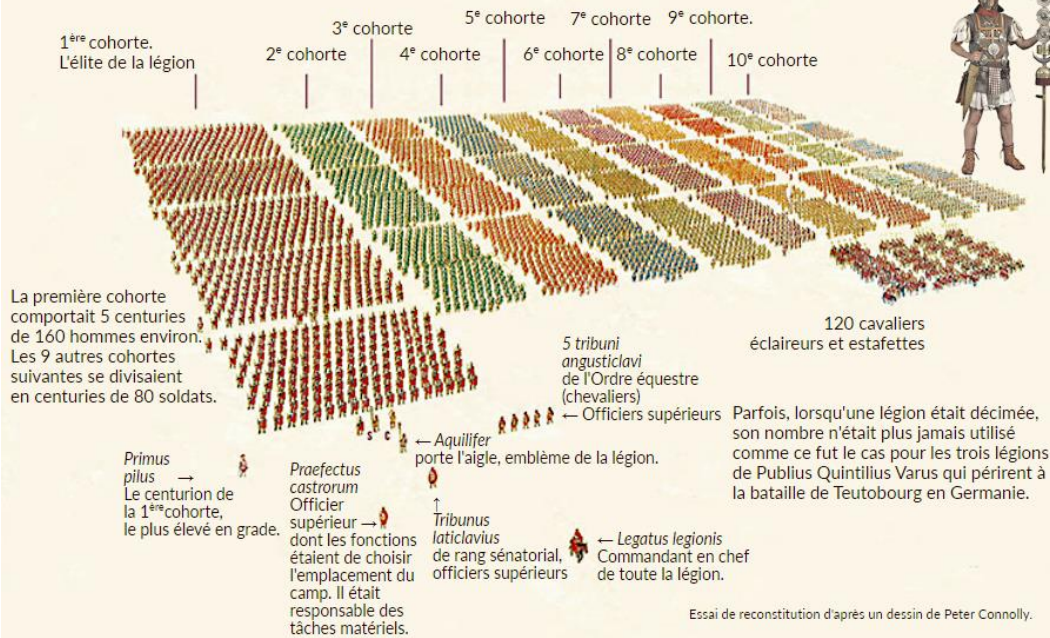 1ère cohorte.
L'élite de la légion
2e cohorte
3e cohorte
4e cohorte
5e cohorte
6e cohorte
7e cohorte
8e cohorte
9e cohorte.
10e cohorte
La première cohorte
comportait 5 centuries
de 160 hommes environ.
Les 9 autres cohortes
suivantes se divisaient
en centuries de 80 soldats.
120 cavaliers
éclaireurs et estafettes
5 tribuni
angusticlavi
de l'Ordre équestre
(chevaliers)
← Officiers supérieurs
Parfois, lorsqu'une légion était décimée,
son nombre n'était plus jamais utilisé
comme ce fut le cas pour les trois légions
de Publius Quintilius Varus qui périrent à
la bataille de Teutobourg en Germanie.
S C
← Aquilifer
porte l'aigle, emblème de la légion.
Primus
pilus →
Le centurion de
la 1ère cohorte,
le plus élevé en grade.
Praefectus
castrorum
Officier
supérieur →
dont les fonctions
étaient de choisir
l'emplacement du
camp. Il était
responsable des
tâches matériels.
↑
Tribunus
laticlavius
de rang sénatorial,
officiers supérieurs
← Legatus legionis
Commandant en chef
de toute la légion.
Essai de reconstitution d'après un dessin de Peter Connolly.